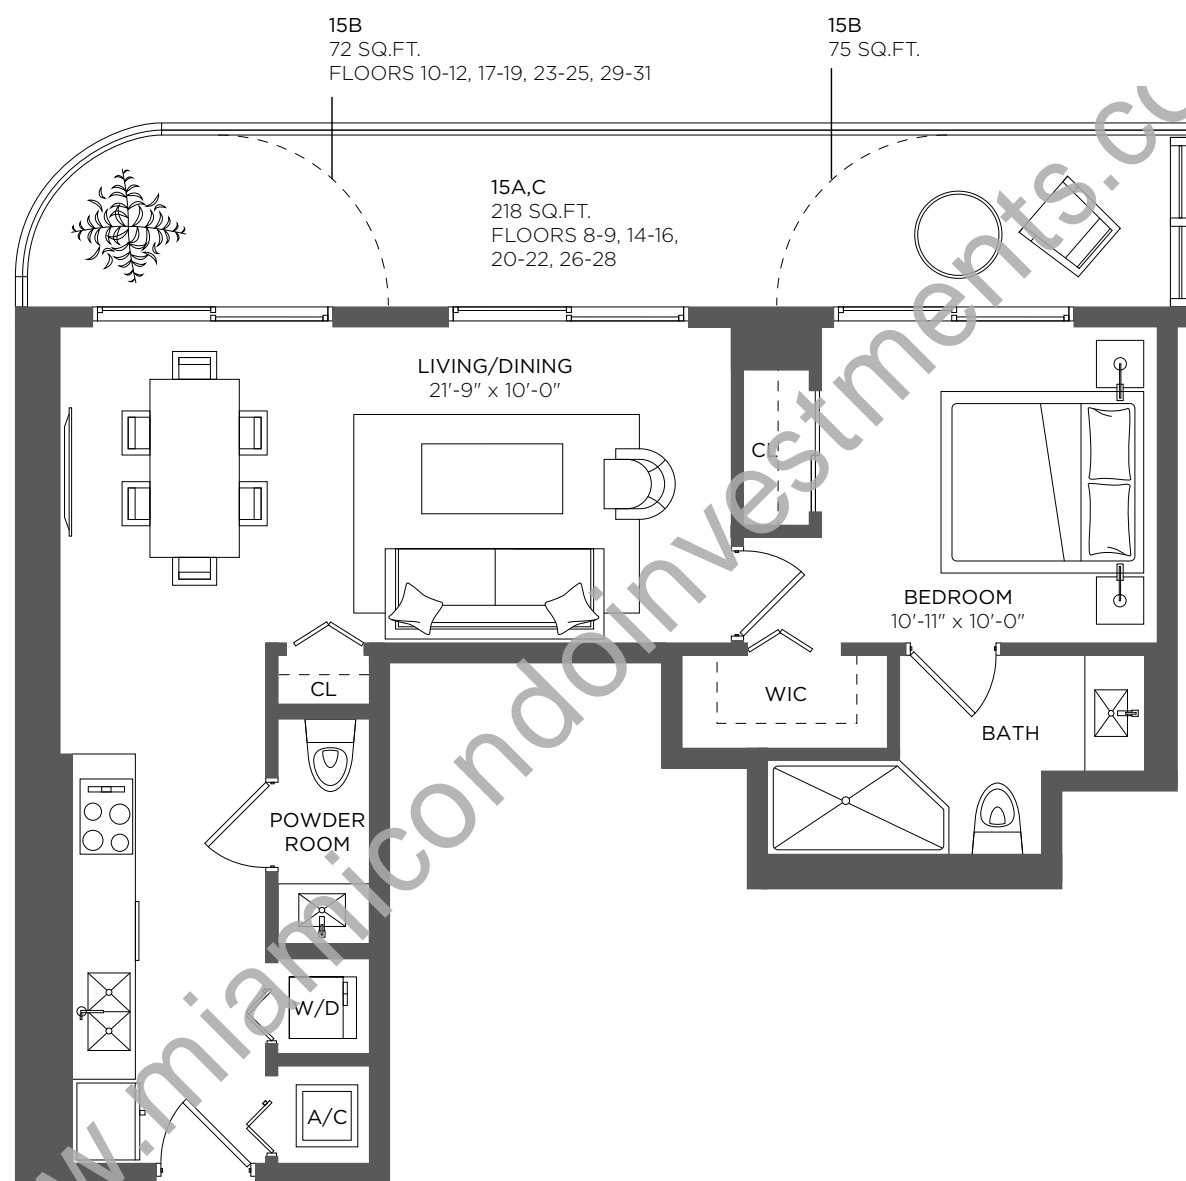 15B
72 SQ.FT.
FLOORS 10-12, 17-19, 23-25, 29-31
15B
75 SQ.FT.
15A,C
218 SQ.FT.
FLOORS 8-9, 14-16,
20-22, 26-28
LIVING/DINING
21'-9" x 10'-0"
CL
BEDROOM
10'-11" x 10'-0"
CL
WIC
BATH
POWDER
ROOM
W/D
A/C
w.miamicondoinvestments.co